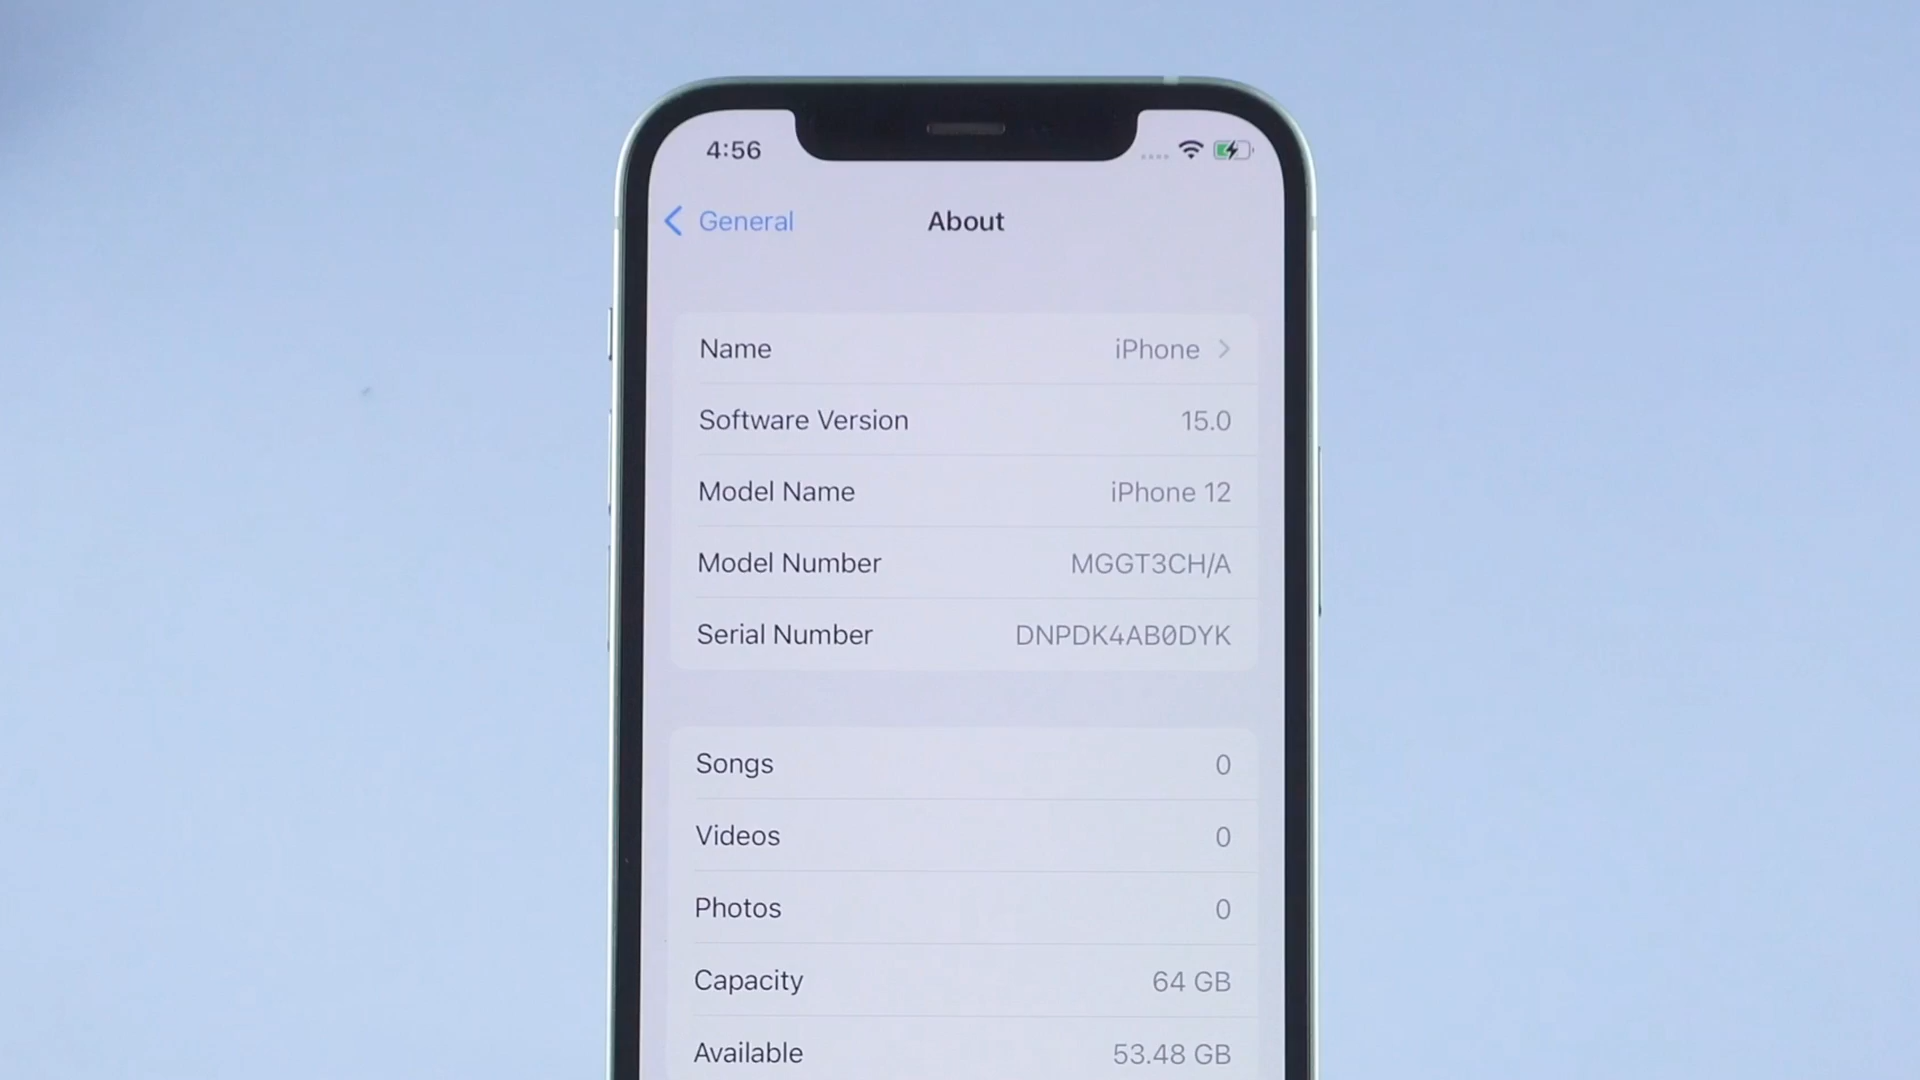 4:56
General
About
Name iPhone
Software Version 15.0
Model Name iPhone 12
Model Number MGGT3CH/A
Serial Number DNPDK4AB0DYK
Songs 0
Videos 0
Photos 0
Capacity 64 GB
Available 53.48 GB